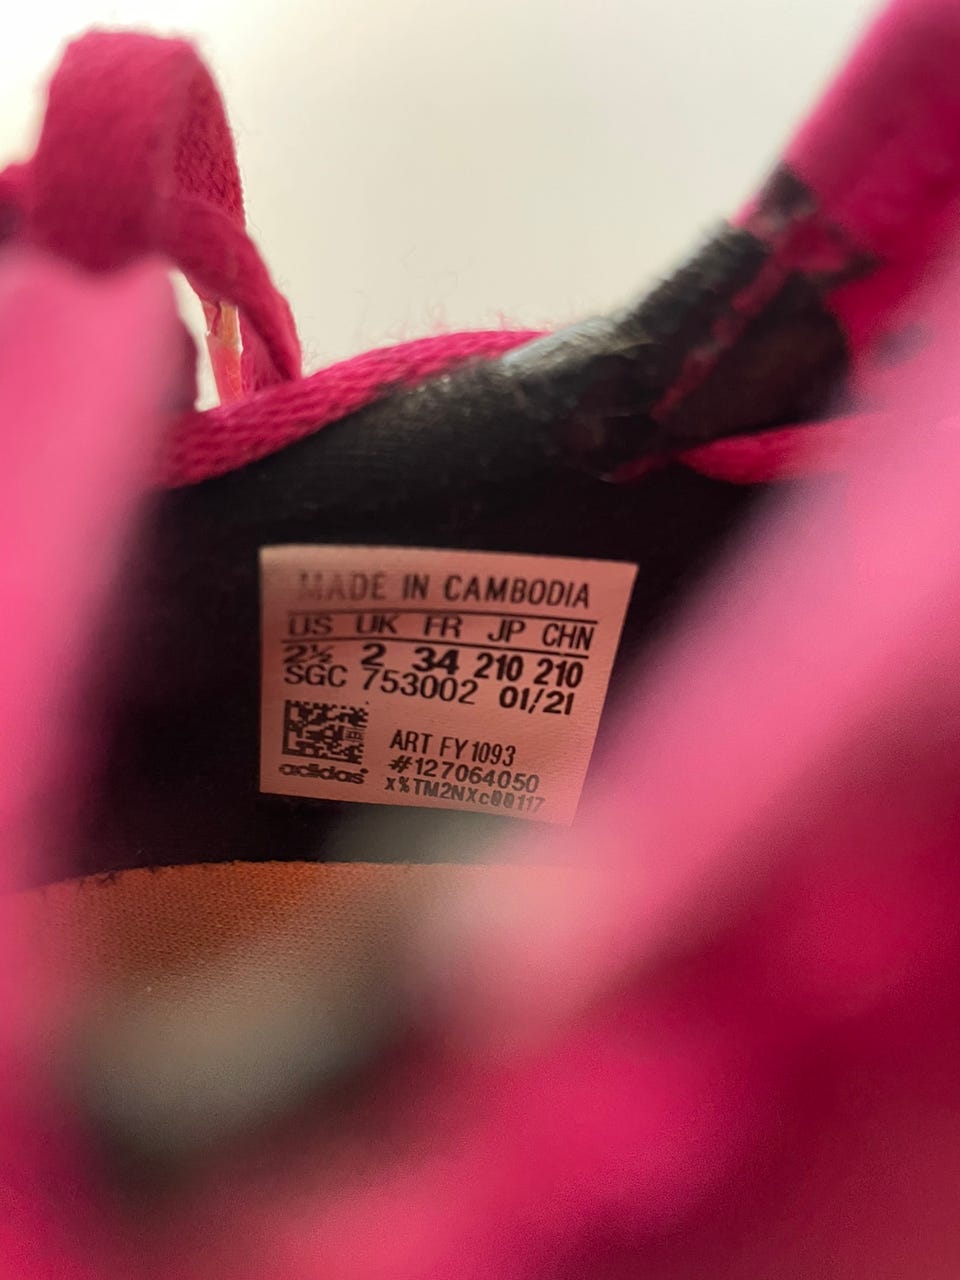 MADE IN CAMBODIA
US UK FR JP CHN
2½ 2 34 210 210
SGC 753002 01/21
ART FY1093
#127064050
adidas